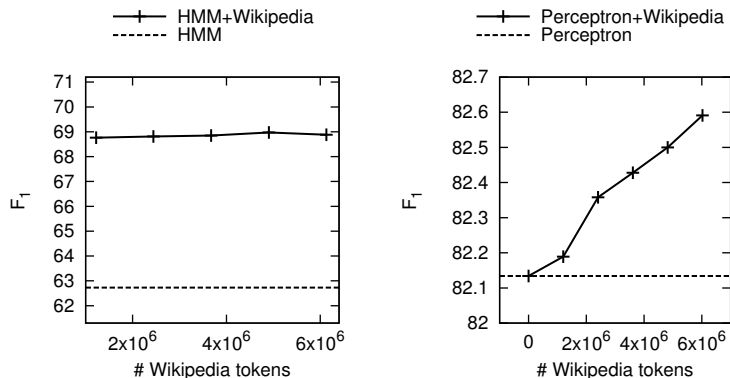 HMM+Wikipedia
HMM
71
70
69
68
67
66
65
64
63
62
F1
2x10^6 4x10^6 6x10^6
# Wikipedia tokens
Perceptron+Wikipedia
Perceptron
82.7
82.6
82.5
82.4
82.3
82.2
82.1
82
F1
0 2x10^6 4x10^6 6x10^6
# Wikipedia tokens